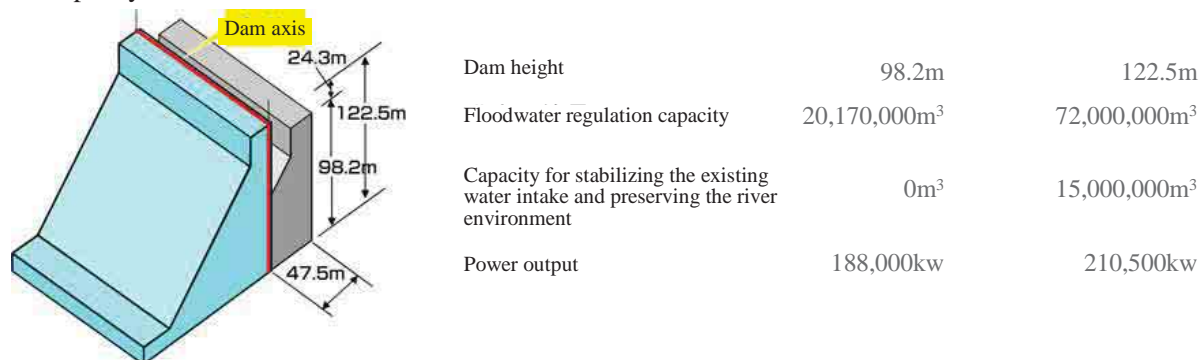 Dam axis
24.3m
122.5m
98.2m
47.5m
Dam height 98.2m 122.5m
Floodwater regulation capacity 20,170,000m³ 72,000,000m³
Capacity for stabilizing the existing
water intake and preserving the river
environment
0m³ 15,000,000m³
Power output 188,000kw 210,500kw